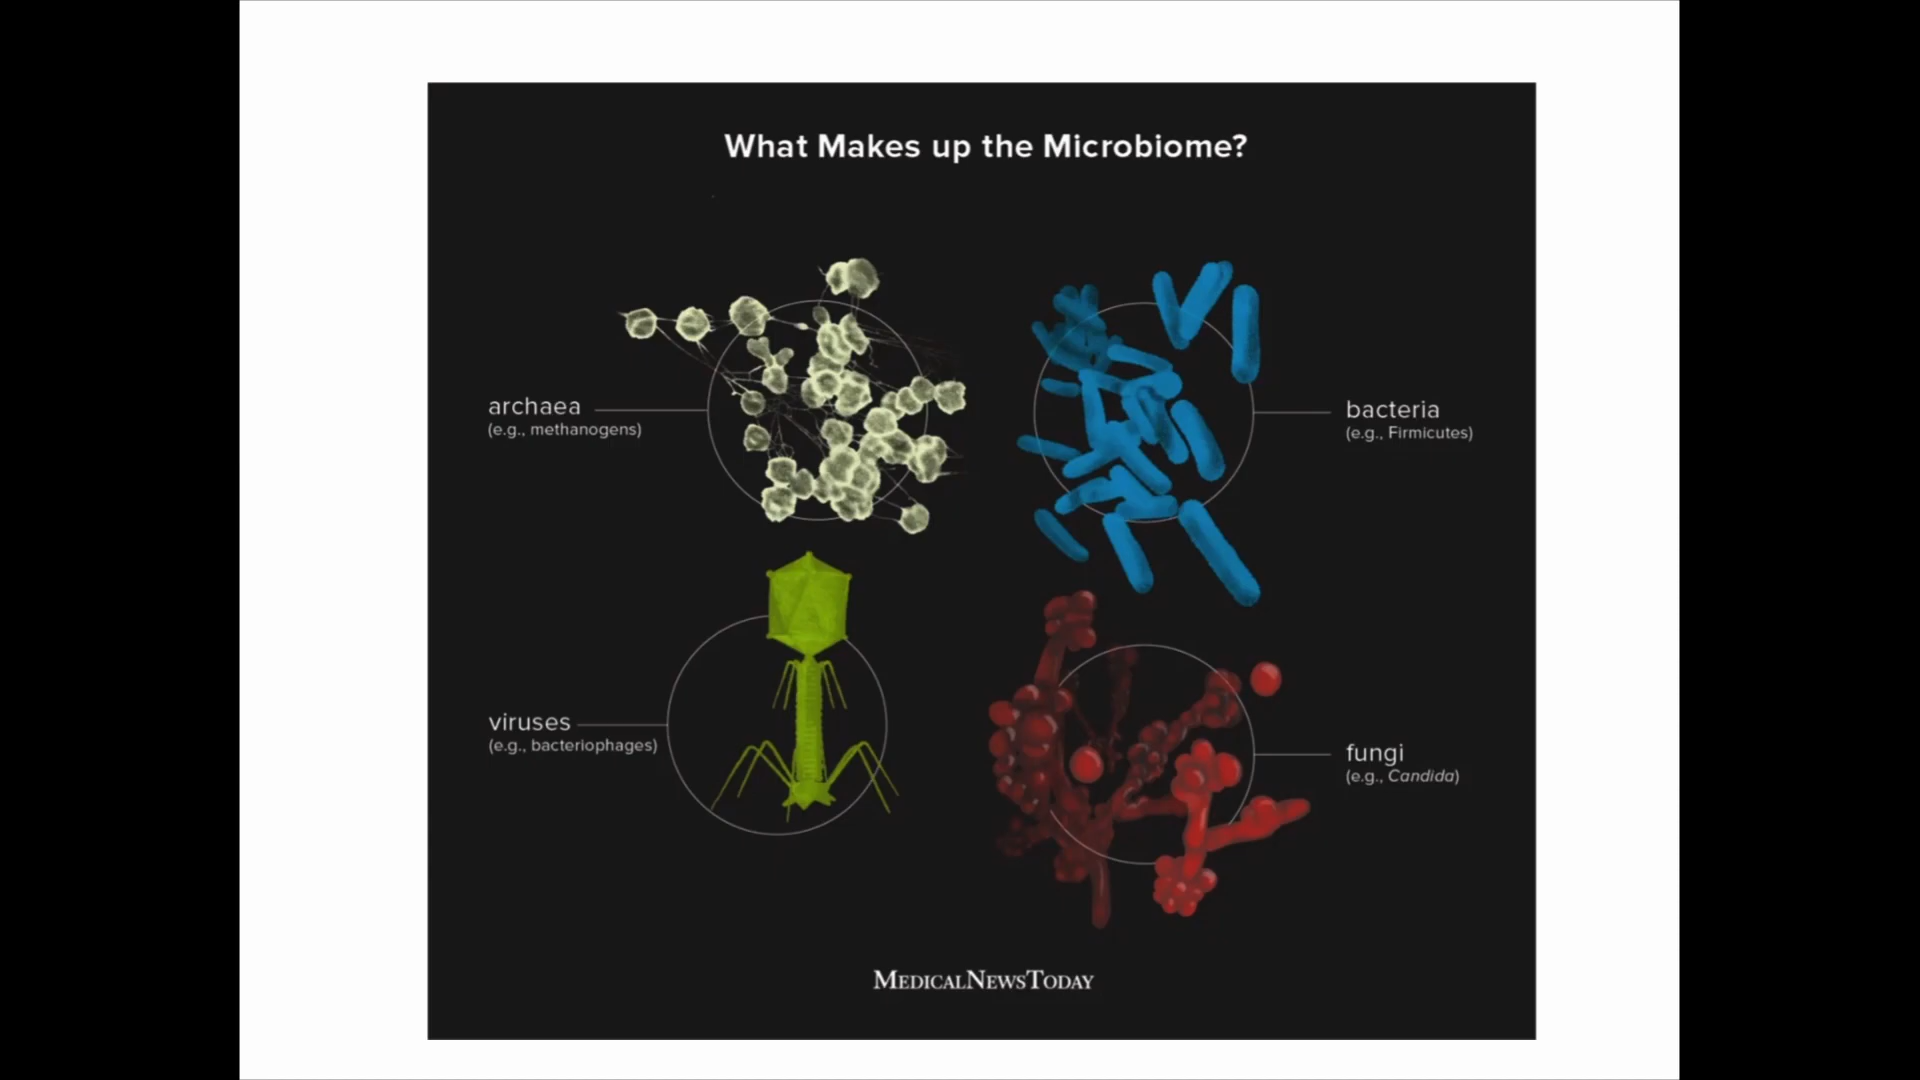 What Makes up the Microbiome?
archaea
(e.g., methanogens)
bacteria
(e.g., Firmicutes)
viruses
(e.g., bacteriophages)
fungi
(e.g., Candida)
MEDICALNEWSTODAY